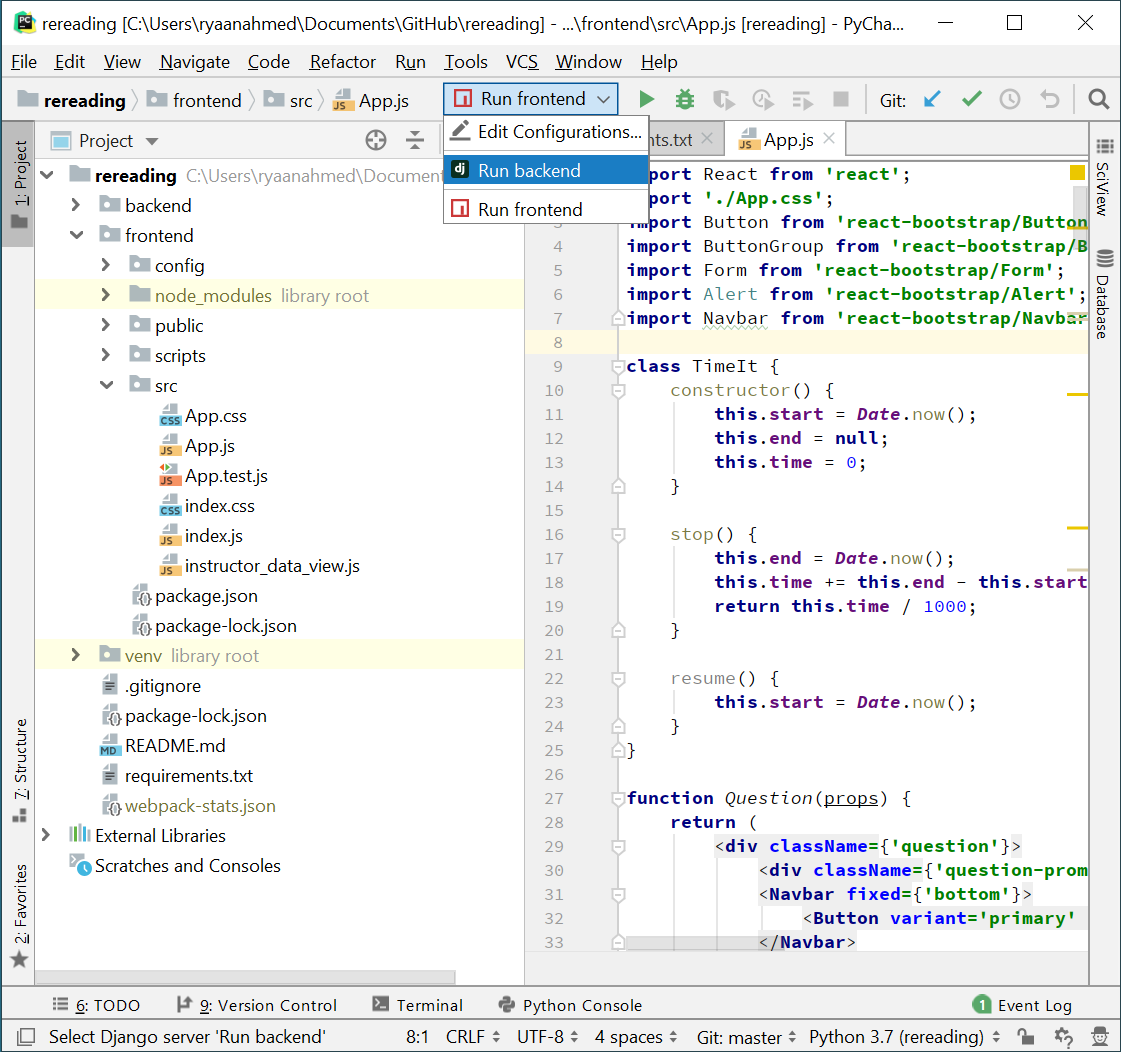 rereading [C:\Users\ryaanahmed\Documents\GitHub\rereading] - ...\frontend\src\App.js [rereading] - PyCha...
File Edit View Navigate Code Refactor Run Tools VCS Window Help
rereading frontend src App.js Run frontend Git:
Edit Configurations...
Run backend
Run frontend
Project
nts.txt App.js
1: Project
7: Structure
2: Favorites
rereading C:\Users\ryaanahmed\Document
backend
frontend
config
node_modules library root
public
scripts
src
App.css
App.js
App.test.js
index.css
index.js
instructor_data_view.js
package.json
package-lock.json
venv library root
.gitignore
package-lock.json
README.md
requirements.txt
webpack-stats.json
External Libraries
Scratches and Consoles
port React from 'react';
port './App.css';
3 import Button from 'react-bootstrap/Button
4 import ButtonGroup from 'react-bootstrap/B
5 import Form from 'react-bootstrap/Form';
6 import Alert from 'react-bootstrap/Alert';
7 import Navbar from 'react-bootstrap/Navbar
8
9 class TimeIt {
10 constructor() {
11 this.start = Date.now();
12 this.end = null;
13 this.time = 0;
14 }
15
16 stop() {
17 this.end = Date.now();
18 this.time += this.end - this.start
19 return this.time / 1000;
20 }
21
22 resume() {
23 this.start = Date.now();
24 }
25 }
26
27 function Question(props) {
28 return (
29 <div className={'question'}>
30 <div className={'question-prom
31 <Navbar fixed={'bottom'}>
32 <Button variant='primary'
33 </Navbar>
SciView
Database
6: TODO 9: Version Control Terminal Python Console 1 Event Log
Select Django server 'Run backend' 8:1 CRLF UTF-8 4 spaces Git: master Python 3.7 (rereading)